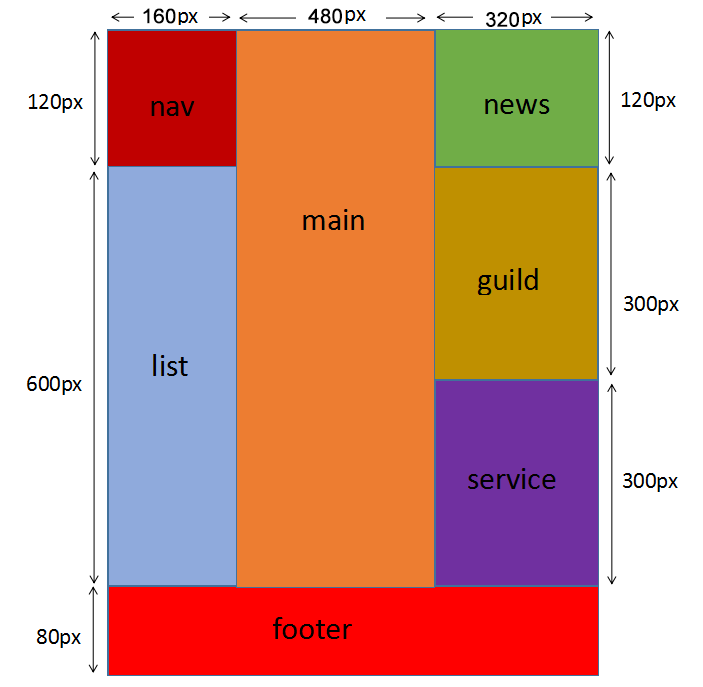 160px 480px 320px
120px nav news 120px
main
guild
300px
list
600px
service 300px
footer
80px